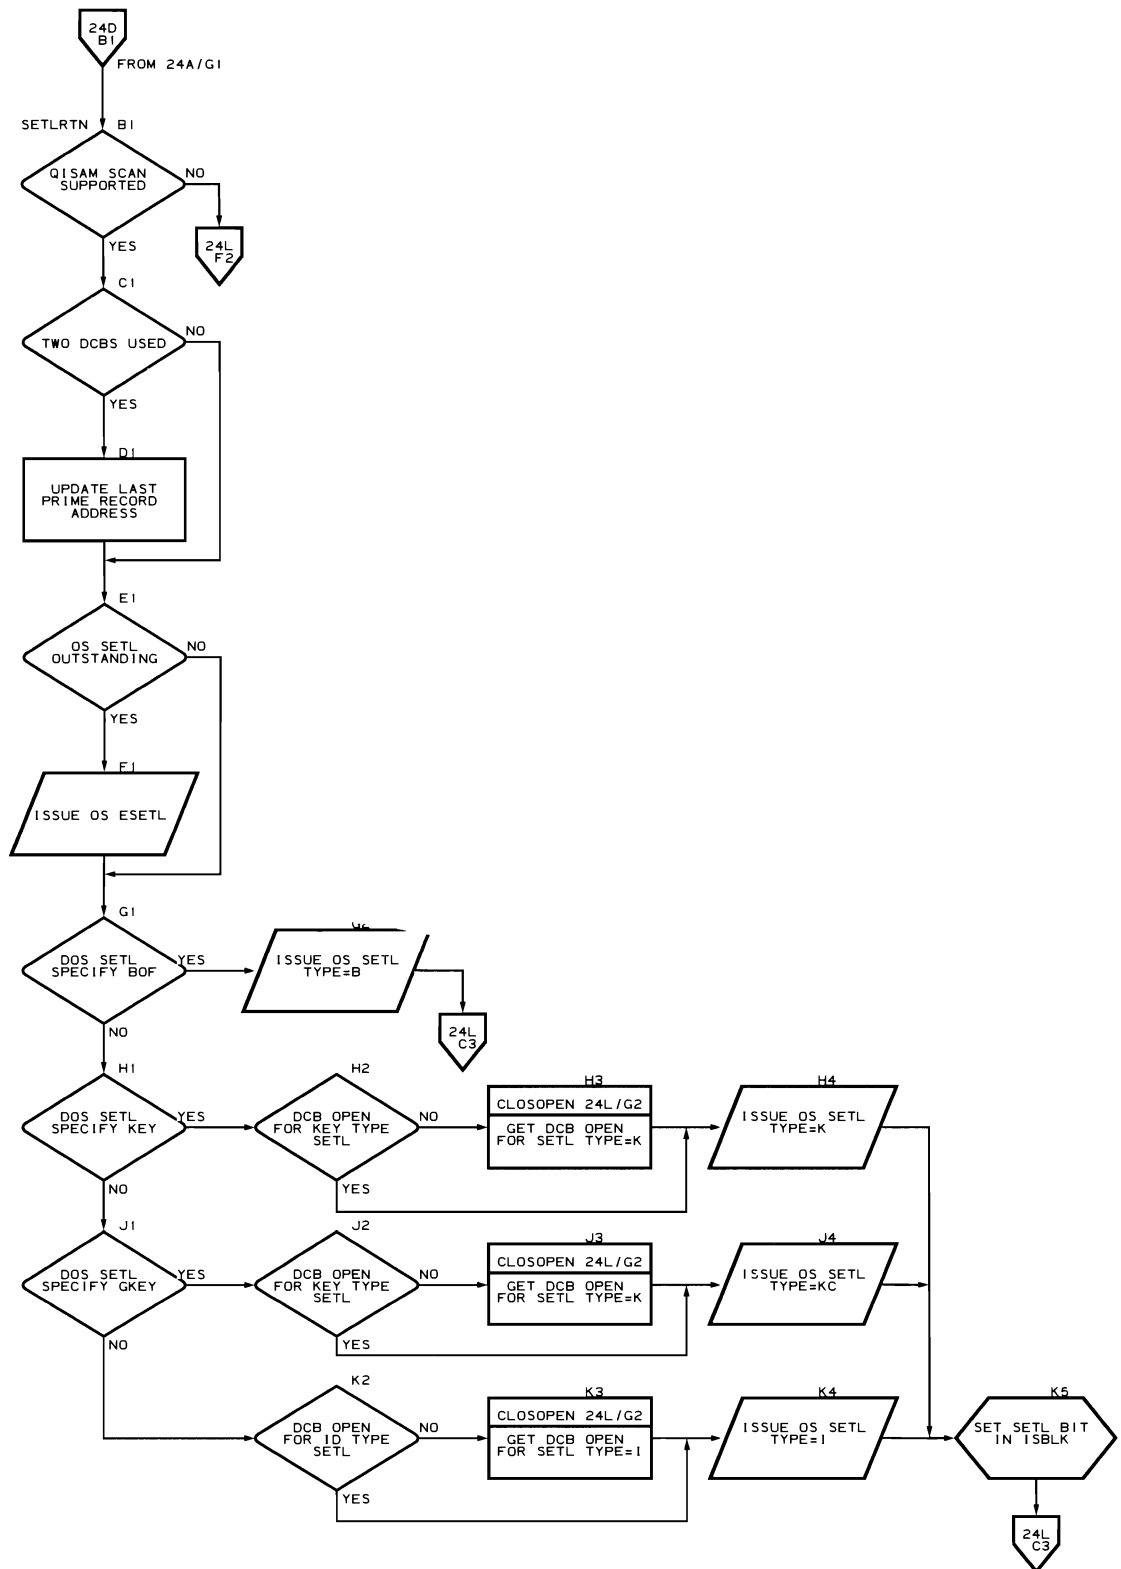 24D
B1
FROM 24A/G1
SETLRTN B1
QISAM SCAN
SUPPORTED
NO
YES
24L
F2
C1
TWO DCBS USED
NO
YES
D1
UPDATE LAST
PRIME RECORD
ADDRESS
E1
OS SETL
OUTSTANDING
NO
YES
F1
ISSUE OS ESETL
G1
DOS SETL
SPECIFY BOF
YES
NO
G2
ISSUE OS SETL
TYPE=B
24L
C3
H1
DOS SETL
SPECIFY KEY
YES
NO
H2
DCB OPEN
FOR KEY TYPE
SETL
NO
YES
H3
CLOSOPEN 24L/G2
GET DCB OPEN
FOR SETL TYPE=K
H4
ISSUE OS SETL
TYPE=K
J1
DOS SETL
SPECIFY GKEY
YES
NO
J2
DCB OPEN
FOR KEY TYPE
SETL
NO
YES
J3
CLOSOPEN 24L/G2
GET DCB OPEN
FOR SETL TYPE=K
J4
ISSUE OS SETL
TYPE=KC
K2
DCB OPEN
FOR ID TYPE
SETL
NO
YES
K3
CLOSOPEN 24L/G2
GET DCB OPEN
FOR SETL TYPE=I
K4
ISSUE OS SETL
TYPE=I
K5
SET SETL BIT
IN ISBLK
24L
C3